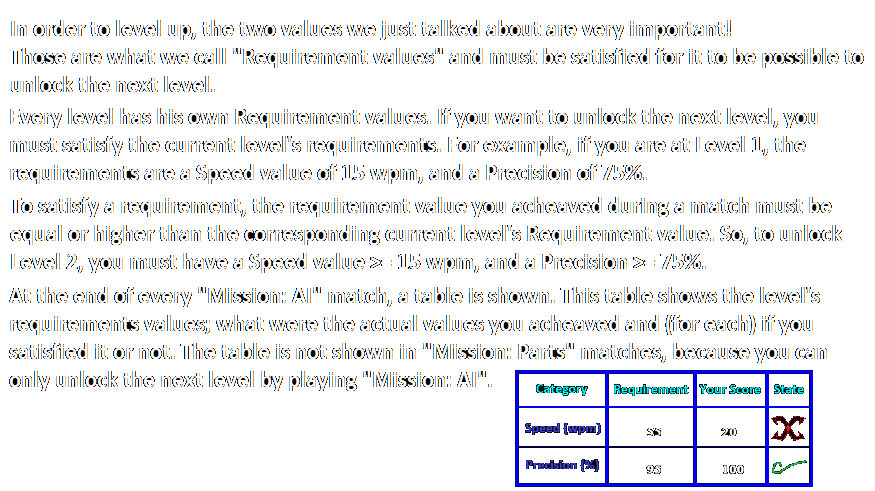 In order to level up, the two values we just talked about are very important!
Those are what we call "Requirement values" and must be satisfied for it to be possible to
unlock the next level.
Every level has his own Requirement values. If you want to unlock the next level, you
must satisfy the current level's requirements. For example, if you are at Level 1, the
requirements are a Speed value of 15 wpm, and a Precision of 75%.
To satisfy a requirement, the requirement value you acheaved during a match must be
equal or higher than the corresponding current level's Requirement value. So, to unlock
Level 2, you must have a Speed value >=15 wpm, and a Precision >=75%.
At the end of every "Mission: AI" match, a table is shown. This table shows the level's
requirements values; what were the actual values you acheaved and (for each) if you
satisfied it or not. The table is not shown in "Mission: Parts" matches, because you can
only unlock the next level by playing "Mission: AI".
Category Requirement Your Score State
Speed (wpm) 35 20
Precision (%) 95 100